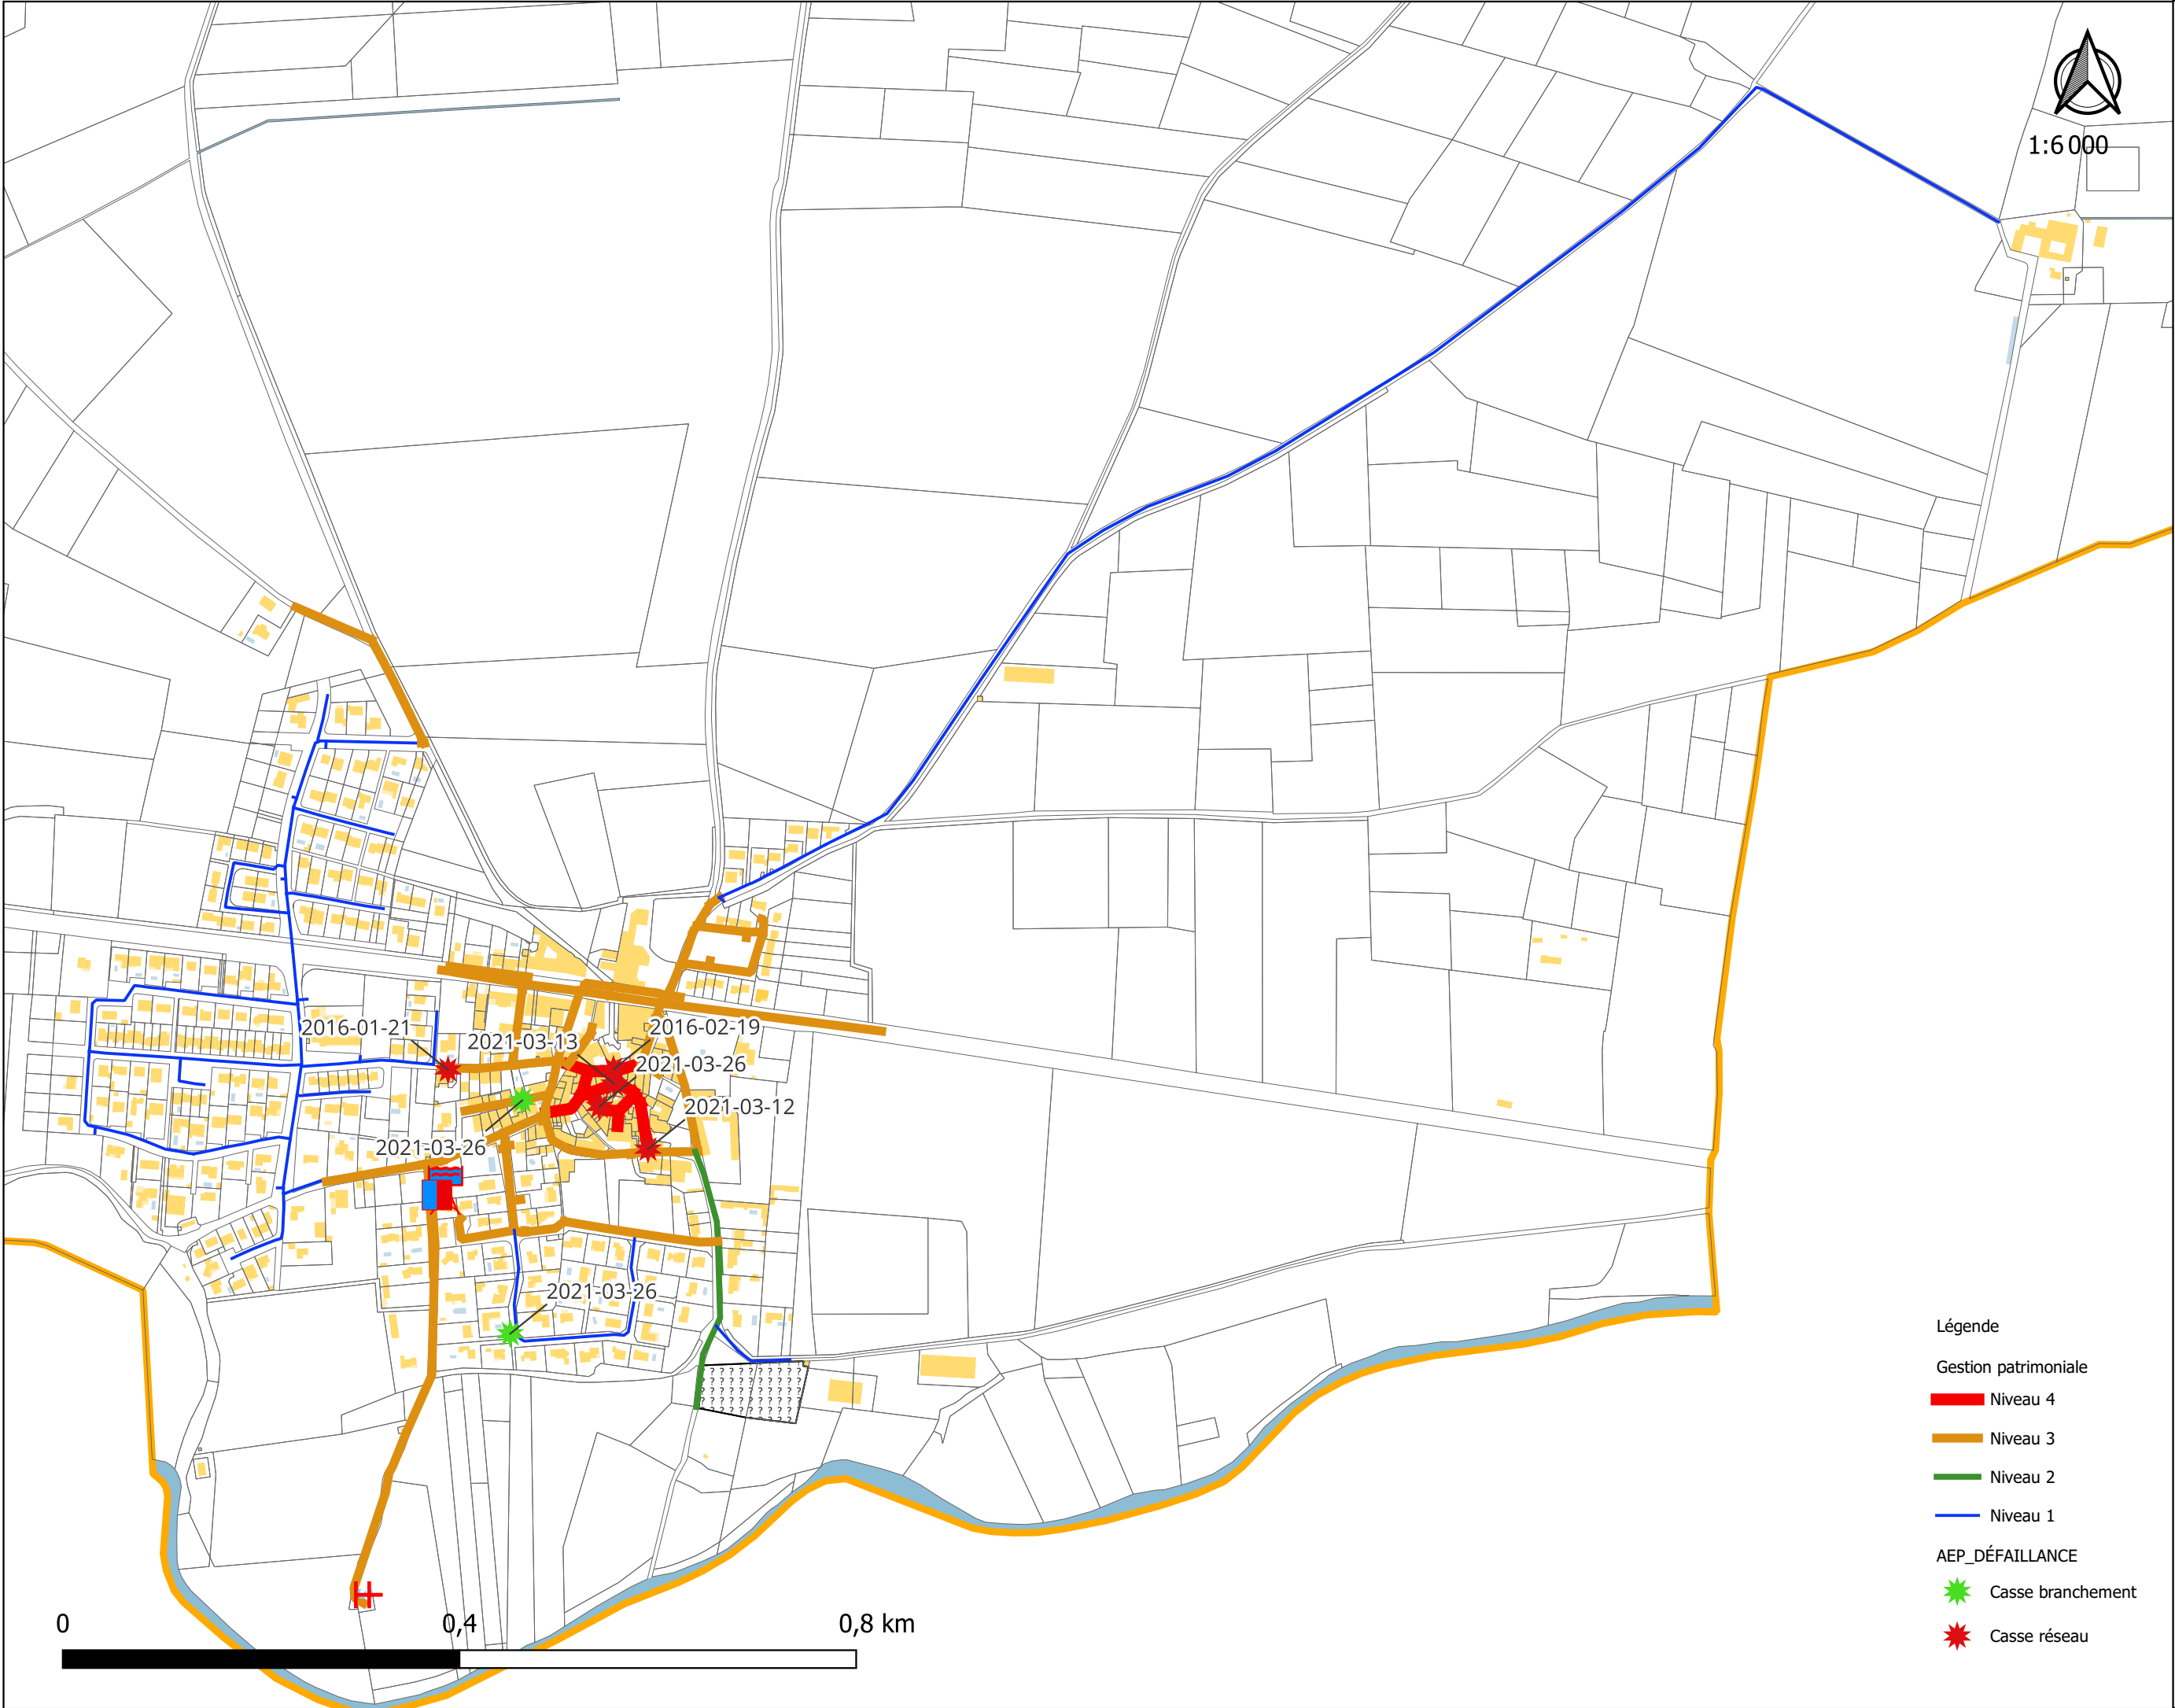 1:6 000
2016-01-21
2016-02-19
2021-03-13
2021-03-26
2021-03-12
2021-03-26
2021-03-26
? ? ? ? ? ? ? ? ? ?
? ? ? ? ? ? ? ? ? ?
? ? ? ? ? ? ? ? ? ?
? ? ? ? ? ? ? ? ? ?
? ? ? ? ? ? ? ? ? ?
? ? ? ? ? ?
Légende
Gestion patrimoniale
Niveau 4
Niveau 3
Niveau 2
Niveau 1
AEP_DÉFAILLANCE
Casse branchement
Casse réseau
0 0,4 0,8 km